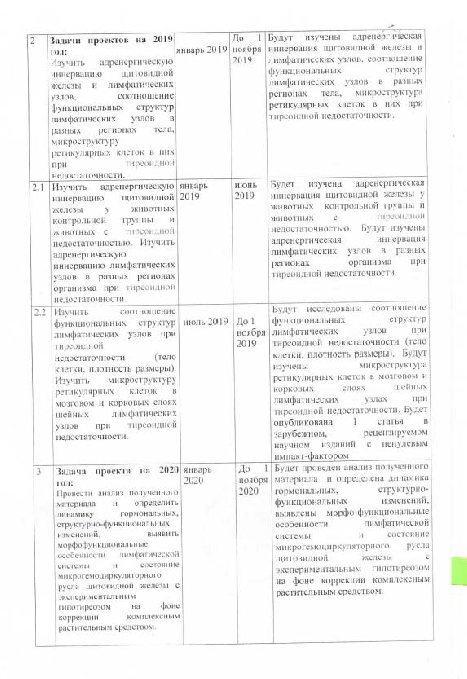 2
Задачи проектов на 2019
год:
Изучить адренергическую
иннервацию щитовидной
железы и лимфатических
узлов, соотношение
функциональных структур
лимфатических узлов в
разных регионах тела,
микроструктуру
ретикулярных клеток в них
при тиреоидной
недостаточности.
январь 2019
До 1
ноября
2019
Будут изучены адренергическая
иннервация щитовидной железы и
лимфатических узлов, соотношение
функциональных структур
лимфатических узлов в разных
регионах тела, микроструктура
ретикулярных клеток в них при
тиреоидной недостаточности.
2.1
Изучить адренергическую
иннервацию щитовидной
железы у животных
контрольной группы и
животных с тиреоидной
недостаточностью. Изучить
адренергическую
иннервацию лимфатических
узлов в разных регионах
организма при тиреоидной
недостаточности
январь
2019
июнь
2019
Будет изучена адренергическая
иннервация щитовидной железы у
животных контрольной группы и
животных с тиреоидной
недостаточностью. Будут изучены
адренергическая иннервация
лимфатических узлов в разных
регионах организма при
тиреоидной недостаточности
2.2
Изучить соотношение
функциональных структур
лимфатических узлов при
тиреоидной
недостаточности (тело
клетки, плотность размеры).
Изучить микроструктуру
ретикулярных клеток в
мозговом и корковых слоях
шейных лимфатических
узлов при тиреоидной
недостаточности.
июль 2019
До 1
ноября
2019
Будут исследованы соотношение
функциональных структур
лимфатических узлов при
тиреоидной недостаточности (тело
клетки, плотность размеры). Будут
изучены микроструктура
ретикулярных клеток в мозговом и
корковых слоях шейных
лимфатических узлах при
тиреоидной недостаточности. Будет
опубликована 1 статья в
зарубежном, рецензируемом
научном изданий с ненулевым
импакт-фактором
3
Задача проекта на 2020
год:
Провести анализ полученного
материала и определить
динамику гормональных,
структурно-функциональных
изменений, выявить
морфофункциональные
особенности лимфатической
системы и состояние
микрогемоциркуляторного
русла щитовидной железы с
экспериментальным
гипотирезом на фоне
коррекции комплексным
растительным средством.
январь
2020
До 1
ноября
2020
Будет проведен анализ полученного
материала и определена динамика
гормональных, структурно-
функциональных изменений,
выявлены морфо-функциональные
особенности лимфатической
системы и состояние
микрогемоциркуляторного русла
щитовидной железы с
экспериментальным гипотирезом
на фоне коррекции комплексным
растительным средством.